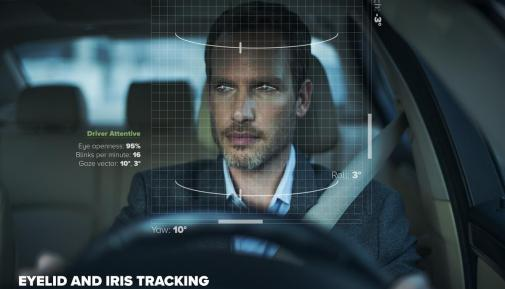 -3°
Driver Attentive
Eye openness: 95%
Blinks per minute: 16
Gaze vector: 10°, 3°
Roll: 3°
Yaw: 10°
EYELID AND IRIS TRACKING